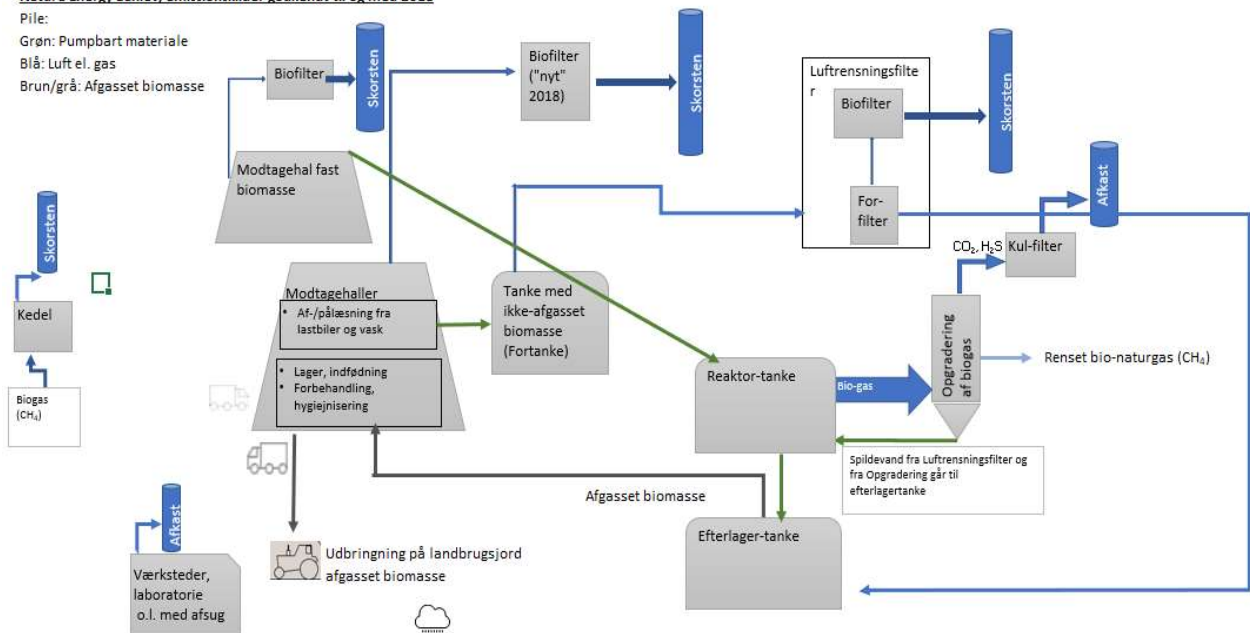 Pile:
Grøn: Pumpbart materiale
Blå: Luft el. gas
Brun/grå: Afgasset biomasse
Biofilter
Skorsten
Biofilter
("nyt"
2018)
Skorsten
Luftrensningsfilte
r
Biofilter
For-
filter
Skorsten
Afkast
CO₂, H₂S
Kul-filter
Modtagehal fast
biomasse
Skorsten
Kedel
Biogas
(CH₄)
Modtagehaller
• Af-/pålæsning fra
lastbiler og vask
• Lager, indfødning
• Forbehandling,
hygiejnisering
Tanke med
ikke-afgasset
biomasse
(Fortanke)
Reaktor-tanke
Bio-gas
Opgradering
af biogas
Renset bio-naturgas (CH₄)
Spildevand fra Luftrensningsfilter og
fra Opgradering går til
efterlagertanke
Afgasset biomasse
Efterlager-tanke
Afkast
Værksteder,
laboratorie
o.l. med afsug
Udbringning på landbrugsjord
afgasset biomasse